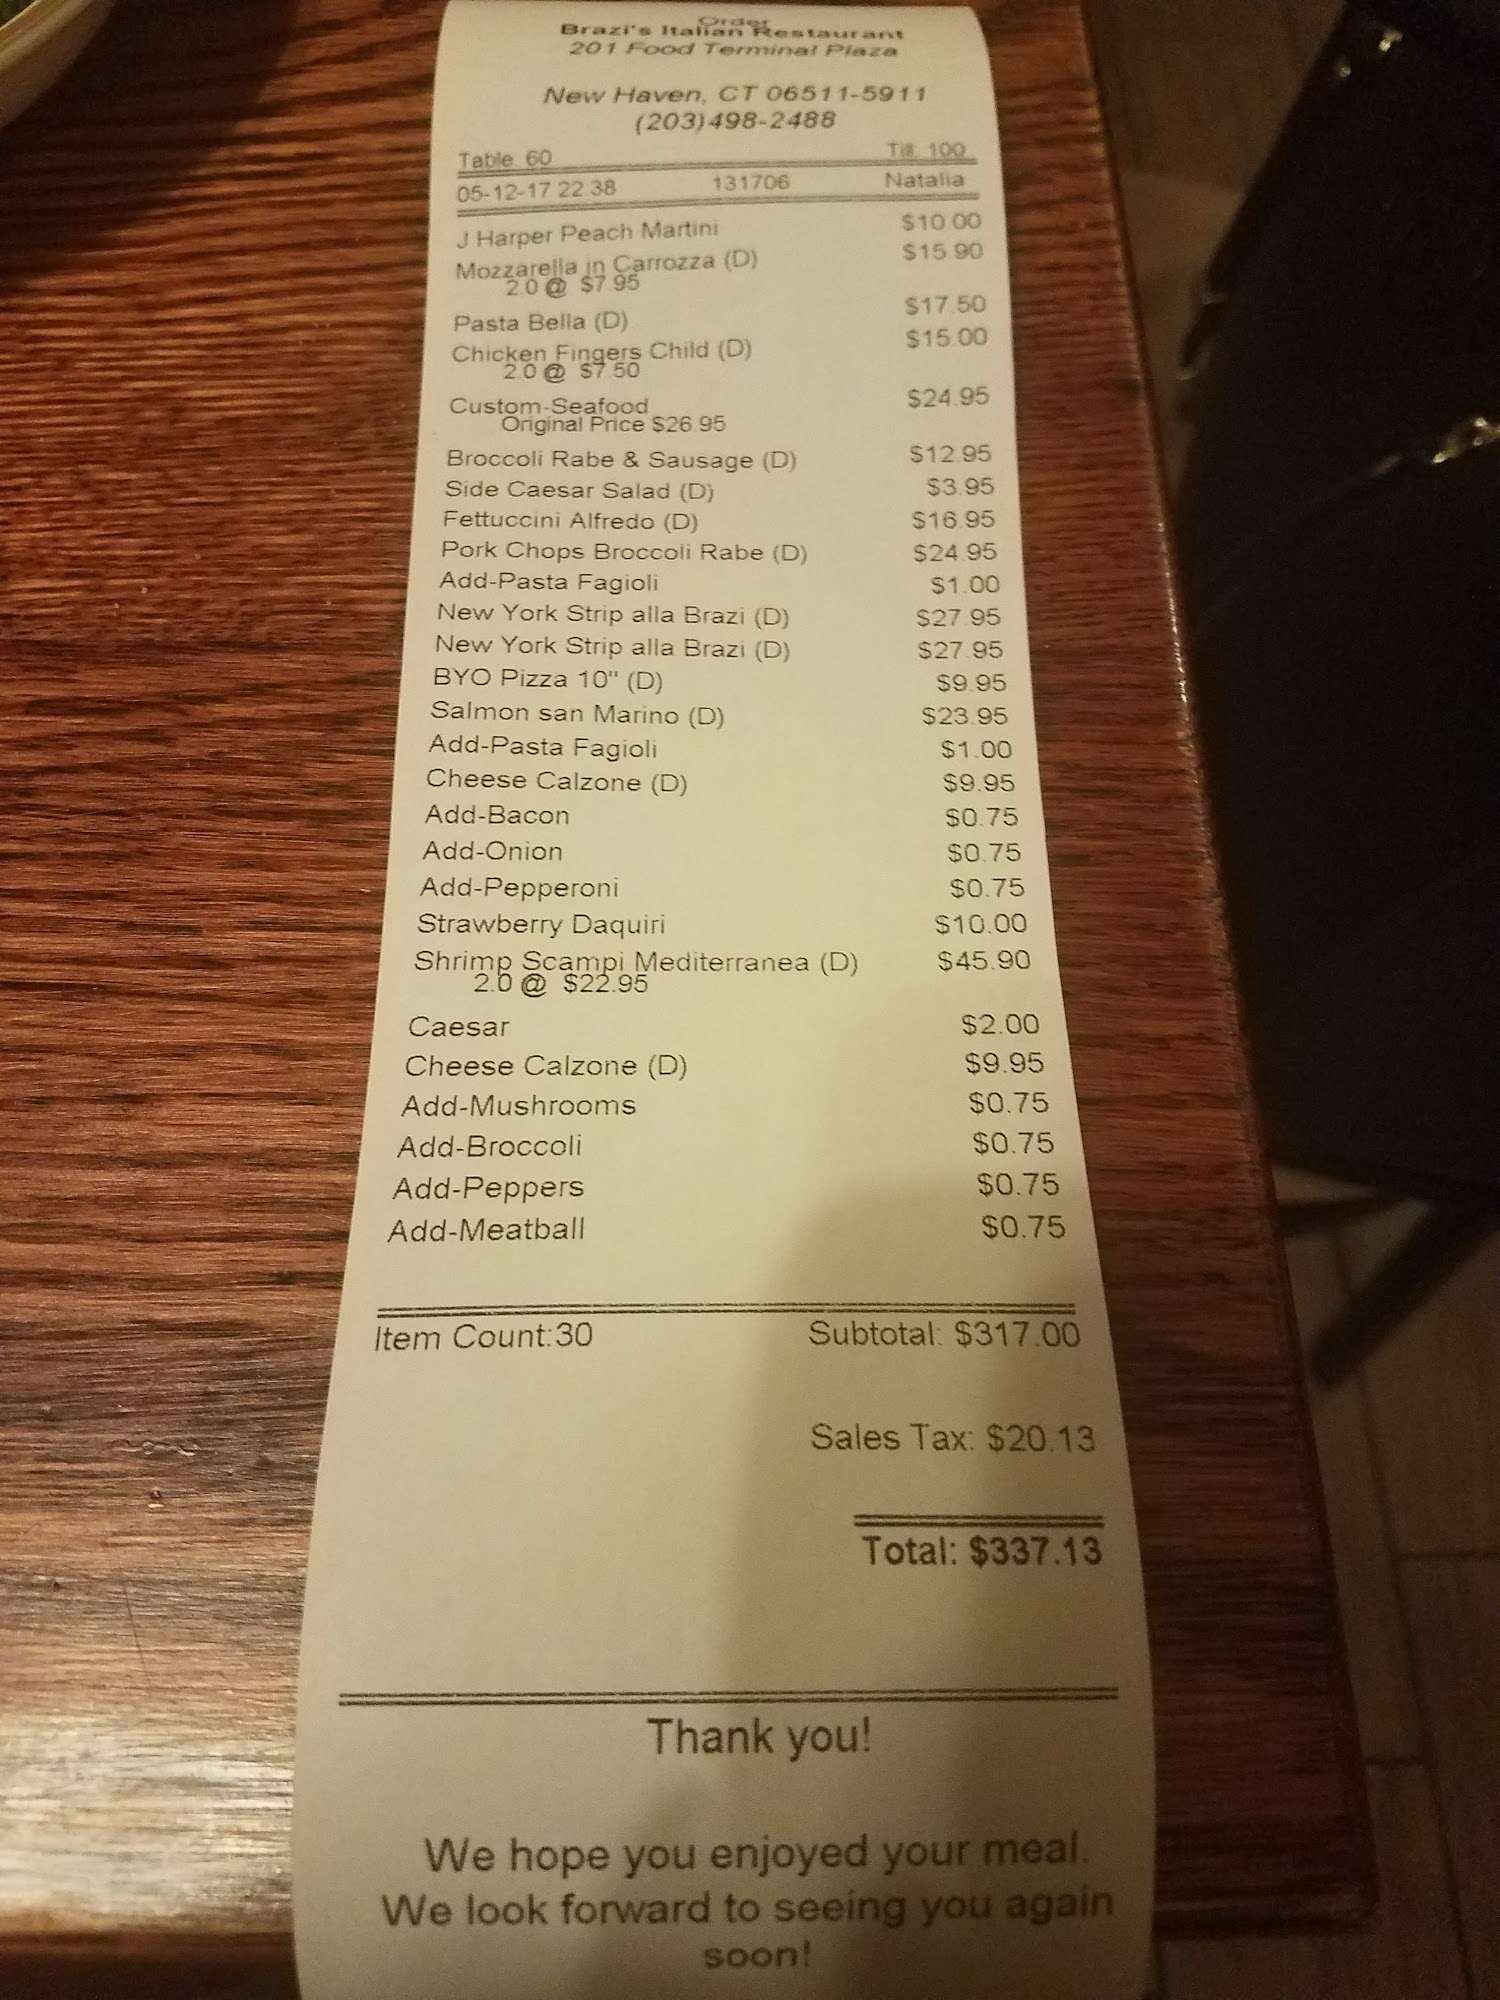 Order
Brazi's Italian Restaurant
201 Food Terminal Plaza
New Haven, CT 06511-5911
(203)498-2488
Table 60 Till 100
05-12-17 22 38 131706 Natalia
J Harper Peach Martini $10 00
Mozzarella in Carrozza (D) $15 90
2.0 @ $7.95
Pasta Bella (D) $17 50
Chicken Fingers Child (D) $15.00
2.0 @ $7.50
Custom-Seafood $24.95
Original Price $26.95
Broccoli Rabe & Sausage (D) $12.95
Side Caesar Salad (D) $3.95
Fettuccini Alfredo (D) $16.95
Pork Chops Broccoli Rabe (D) $24.95
Add-Pasta Fagioli $1.00
New York Strip alla Brazi (D) $27.95
New York Strip alla Brazi (D) $27.95
BYO Pizza 10" (D) $9.95
Salmon san Marino (D) $23.95
Add-Pasta Fagioli $1.00
Cheese Calzone (D) $9.95
Add-Bacon $0.75
Add-Onion $0.75
Add-Pepperoni $0.75
Strawberry Daquiri $10.00
Shrimp Scampi Mediterranea (D) $45.90
2.0 @ $22.95
Caesar $2.00
Cheese Calzone (D) $9.95
Add-Mushrooms $0.75
Add-Broccoli $0.75
Add-Peppers $0.75
Add-Meatball $0.75
Item Count:30 Subtotal: $317.00
Sales Tax: $20.13
Total: $337.13
Thank you!
We hope you enjoyed your meal.
We look forward to seeing you again
soon!